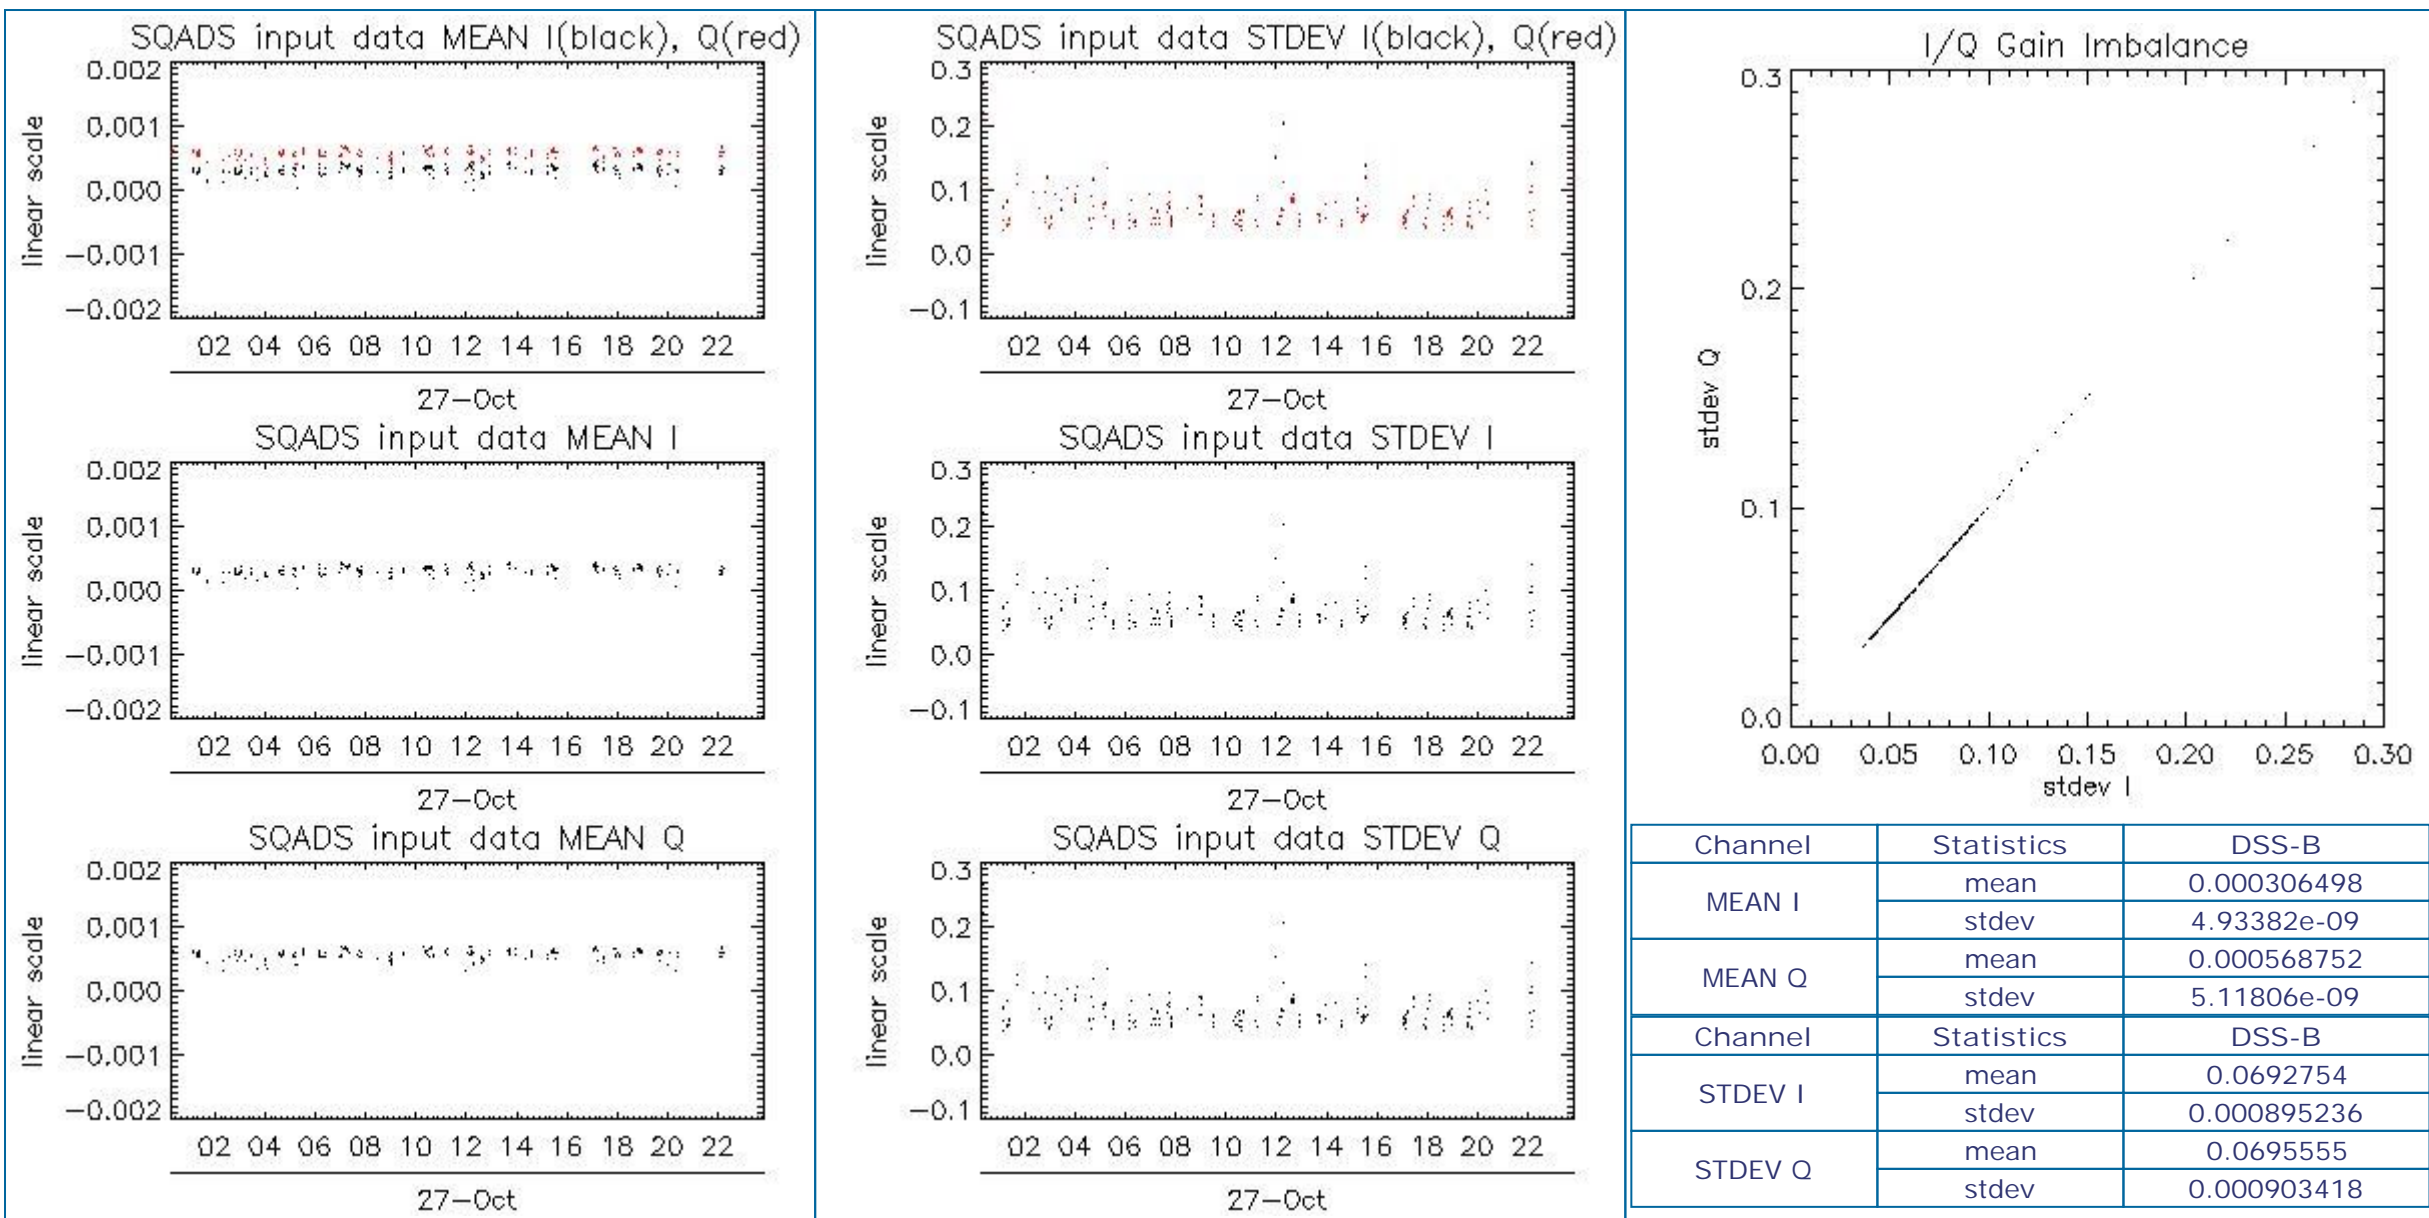 SQADS input data MEAN I(black), Q(red)
0.002
0.001
0.000
−0.001
−0.002
linear scale
02 04 06 08 10 12 14 16 18 20 22
27−Oct
SQADS input data MEAN I
0.002
0.001
0.000
−0.001
−0.002
linear scale
02 04 06 08 10 12 14 16 18 20 22
27−Oct
SQADS input data MEAN Q
0.002
0.001
0.000
−0.001
−0.002
linear scale
02 04 06 08 10 12 14 16 18 20 22
27−Oct
SQADS input data STDEV I(black), Q(red)
0.3
0.2
0.1
0.0
−0.1
linear scale
02 04 06 08 10 12 14 16 18 20 22
27−Oct
SQADS input data STDEV I
0.3
0.2
0.1
0.0
−0.1
linear scale
02 04 06 08 10 12 14 16 18 20 22
27−Oct
SQADS input data STDEV Q
0.3
0.2
0.1
0.0
−0.1
linear scale
02 04 06 08 10 12 14 16 18 20 22
27−Oct
I/Q Gain Imbalance
0.3
0.2
0.1
0.0
stdev Q
0.00 0.05 0.10 0.15 0.20 0.25 0.30
stdev I
Channel Statistics DSS-B
MEAN I mean 0.000306498
stdev 4.93382e-09
MEAN Q mean 0.000568752
stdev 5.11806e-09
Channel Statistics DSS-B
STDEV I mean 0.0692754
stdev 0.000895236
STDEV Q mean 0.0695555
stdev 0.000903418